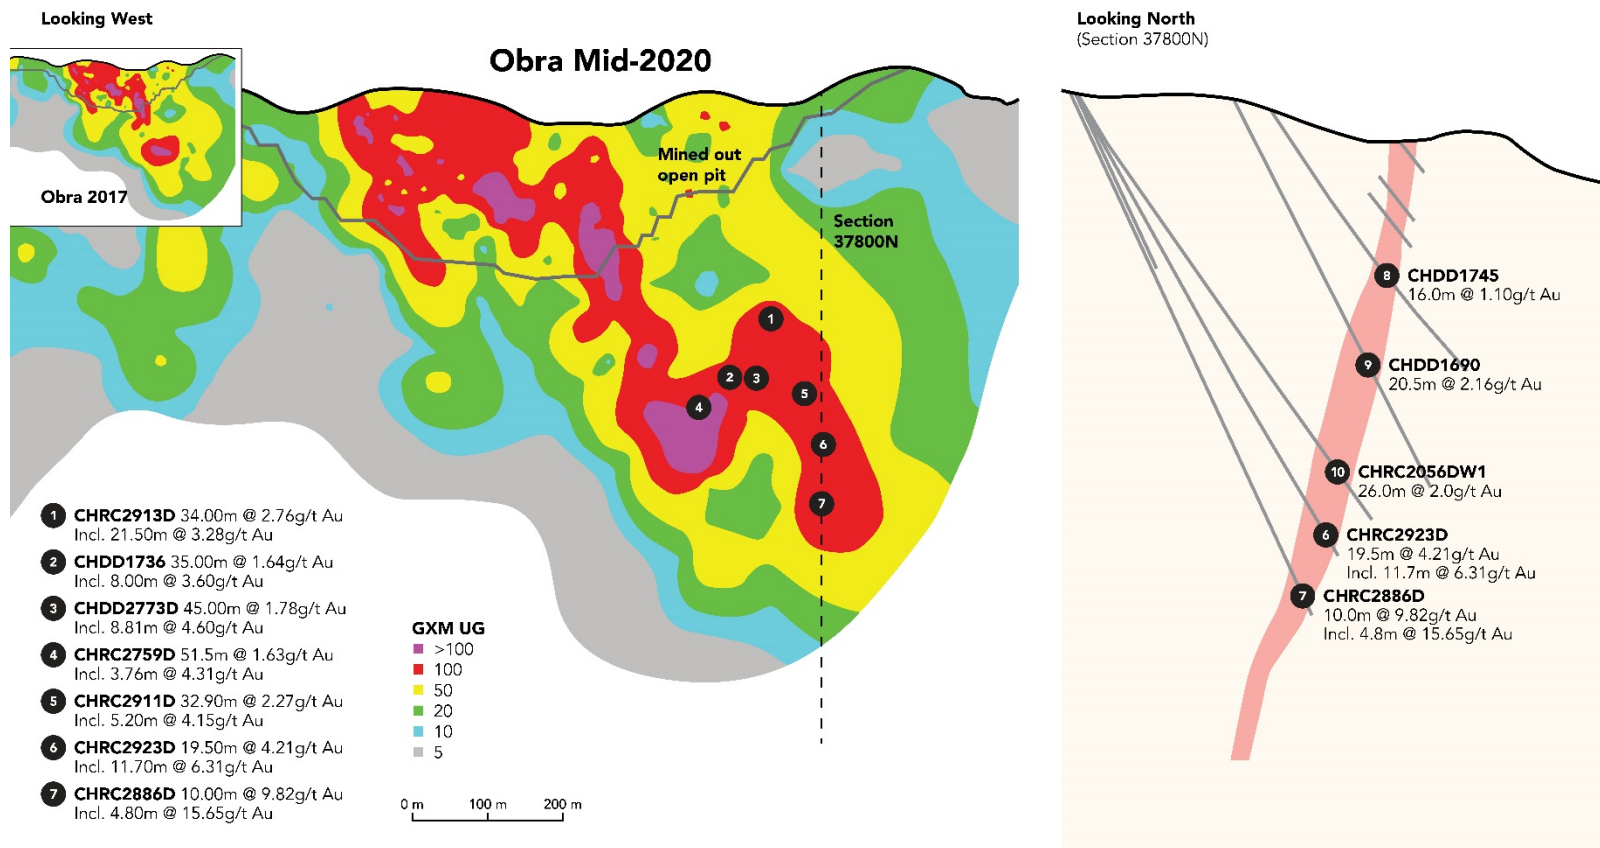 Looking West
Obra Mid-2020
Obra 2017
Mined out
open pit
Section
37800N
1
2
3
4
5
6
7
1 CHRC2913D 34.00m @ 2.76g/t Au
Incl. 21.50m @ 3.28g/t Au
2 CHDD1736 35.00m @ 1.64g/t Au
Incl. 8.00m @ 3.60g/t Au
3 CHDD2773D 45.00m @ 1.78g/t Au
Incl. 8.81m @ 4.60g/t Au
4 CHRC2759D 51.5m @ 1.63g/t Au
Incl. 3.76m @ 4.31g/t Au
5 CHRC2911D 32.90m @ 2.27g/t Au
Incl. 5.20m @ 4.15g/t Au
6 CHRC2923D 19.50m @ 4.21g/t Au
Incl. 11.70m @ 6.31g/t Au
7 CHRC2886D 10.00m @ 9.82g/t Au
Incl. 4.80m @ 15.65g/t Au
GXM UG
>100
100
50
20
10
5
0 m 100 m 200 m
Looking North
(Section 37800N)
8 CHDD1745
16.0m @ 1.10g/t Au
9 CHDD1690
20.5m @ 2.16g/t Au
10 CHRC2056DW1
26.0m @ 2.0g/t Au
6 CHRC2923D
19.5m @ 4.21g/t Au
Incl. 11.7m @ 6.31g/t Au
7 CHRC2886D
10.0m @ 9.82g/t Au
Incl. 4.8m @ 15.65g/t Au